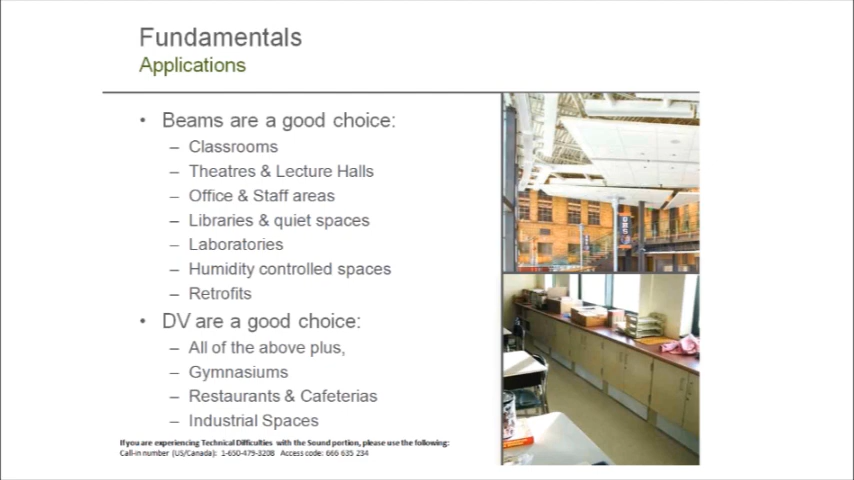 Fundamentals
Applications
• Beams are a good choice:
– Classrooms
– Theatres & Lecture Halls
– Office & Staff areas
– Libraries & quiet spaces
– Laboratories
– Humidity controlled spaces
– Retrofits
• DV are a good choice:
– All of the above plus,
– Gymnasiums
– Restaurants & Cafeterias
– Industrial Spaces
If you are experiencing Technical Difficulties with the Sound portion, please use the following:
Call-in number (US/Canada): 1-650-479-3208 Access code: 666 635 234